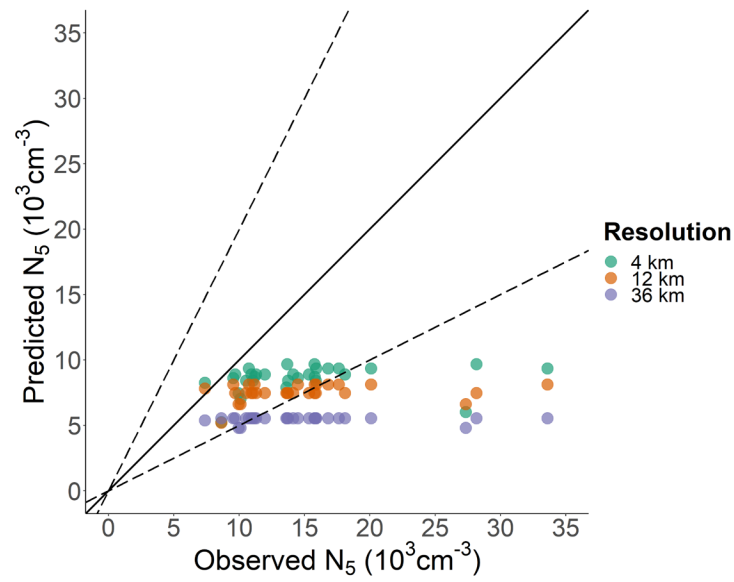 35
30
25
20
15
10
5
0
Predicted N₅ (10³cm⁻³)
0 5 10 15 20 25 30 35
Observed N₅ (10³cm⁻³)
Resolution
4 km
12 km
36 km